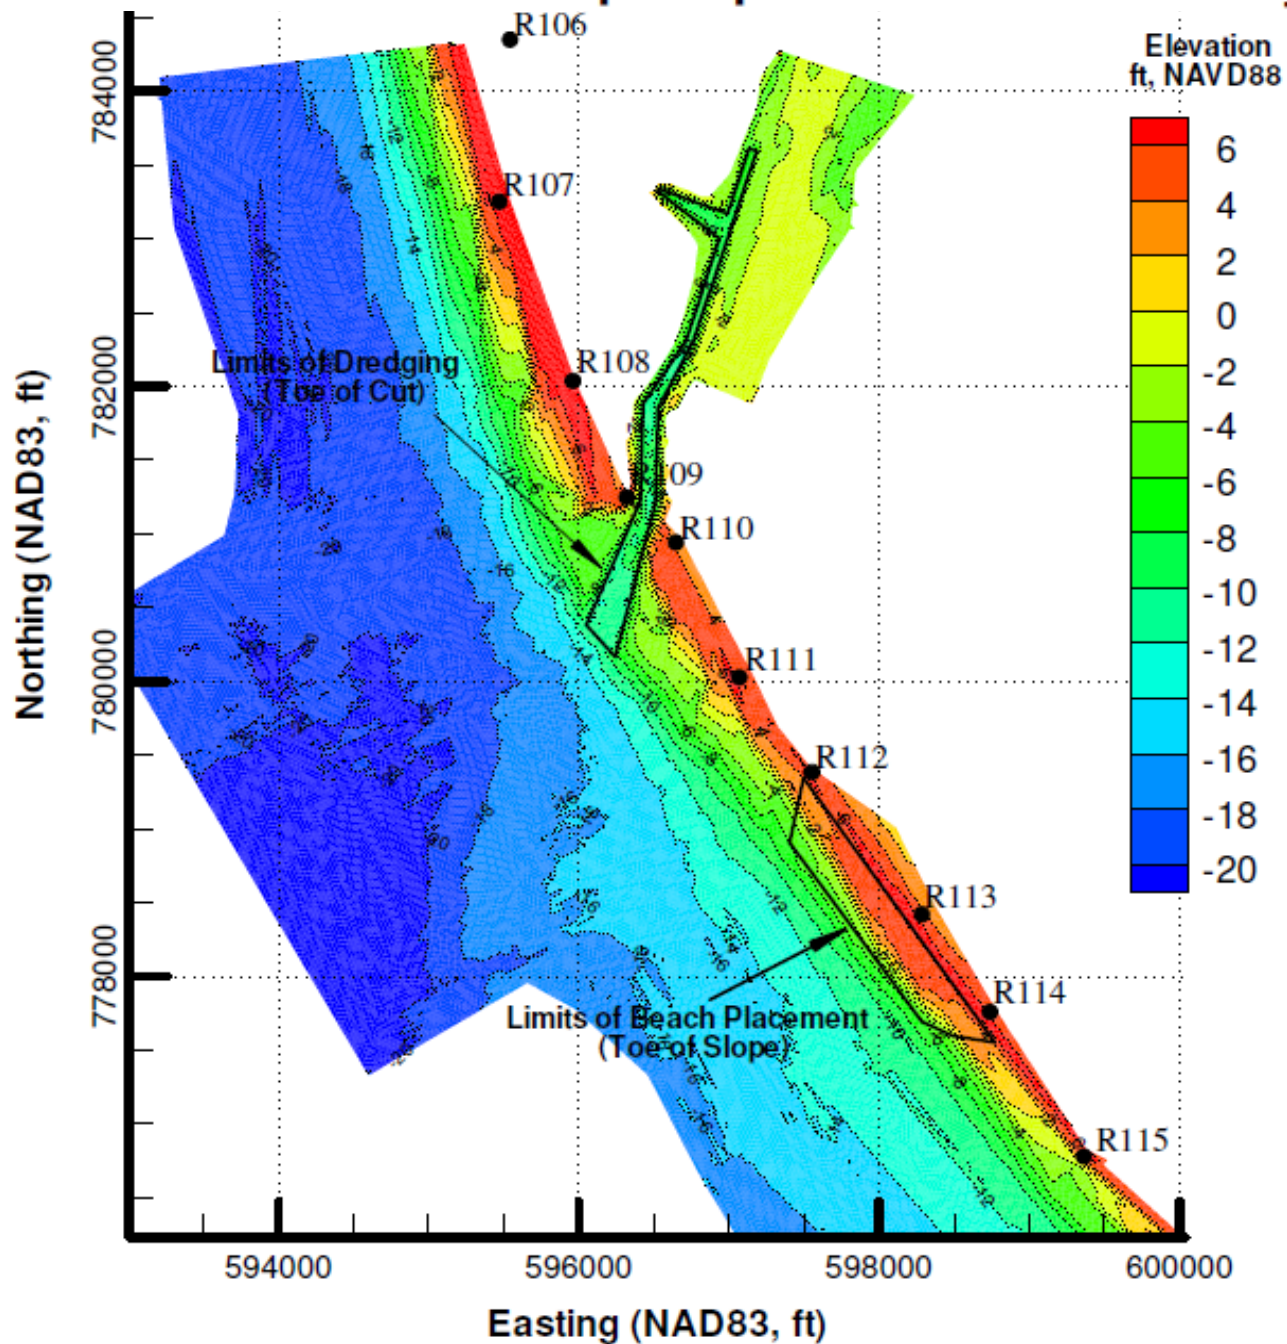 R106
Elevation
ft, NAVD88
784000
R107
6
4
2
0
-2
-4
-6
-8
-10
-12
-14
-16
-18
-20
Limits of Dredging
(Toe of Cut)
R108
782000
09
R110
Northing (NAD83, ft)
R111
780000
R112
R113
778000
R114
Limits of Beach Placement
(Toe of Slope)
R115
594000
596000
598000
600000
Easting (NAD83, ft)